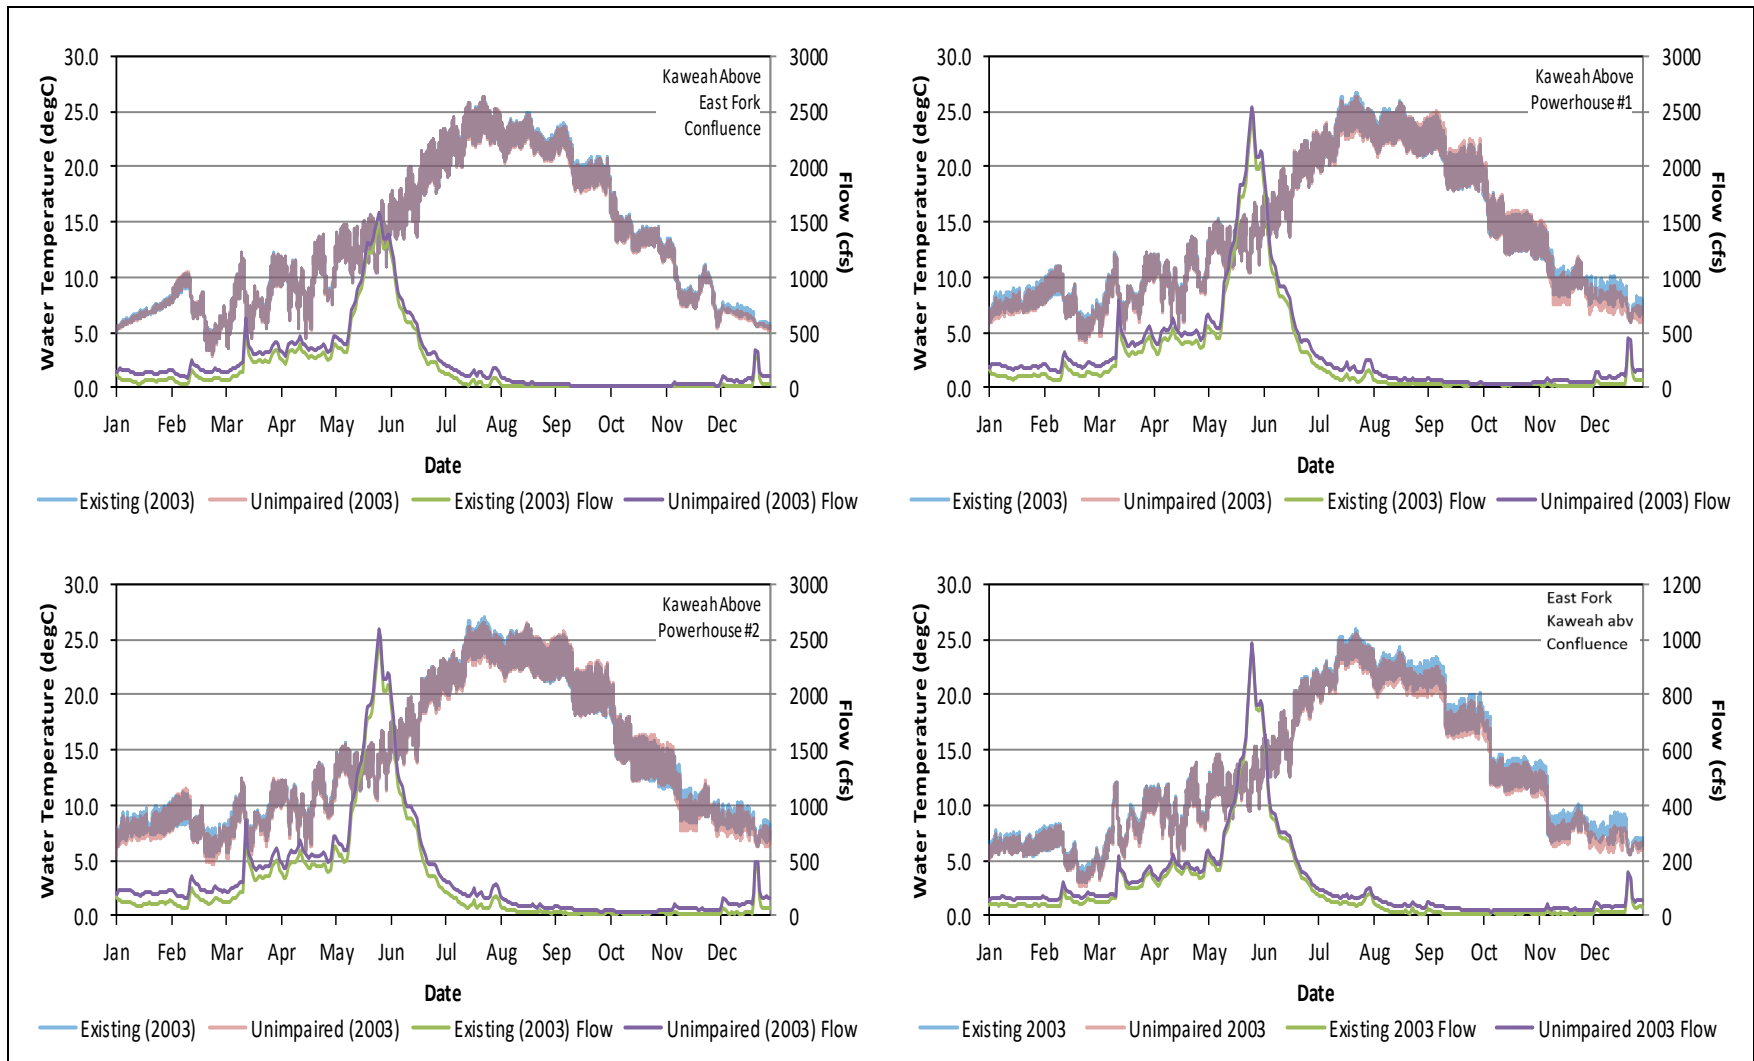 Kaweah Above
East Fork
Confluence
Water Temperature (degC)
30.0
25.0
20.0
15.0
10.0
5.0
0.0
3000
2500
2000
1500
1000
500
0
Flow (cfs)
Jan Feb Mar Apr May Jun Jul Aug Sep Oct Nov Dec
Date
Existing (2003) Unimpaired (2003) Existing (2003) Flow Unimpaired (2003) Flow
Kaweah Above
Powerhouse #1
Water Temperature (degC)
30.0
25.0
20.0
15.0
10.0
5.0
0.0
3000
2500
2000
1500
1000
500
0
Flow (cfs)
Jan Feb Mar Apr May Jun Jul Aug Sep Oct Nov Dec
Date
Existing (2003) Unimpaired (2003) Existing (2003) Flow Unimpaired (2003) Flow
Kaweah Above
Powerhouse #2
Water Temperature (degC)
30.0
25.0
20.0
15.0
10.0
5.0
0.0
3000
2500
2000
1500
1000
500
0
Flow (cfs)
Jan Feb Mar Apr May Jun Jul Aug Sep Oct Nov Dec
Date
Existing (2003) Unimpaired (2003) Existing (2003) Flow Unimpaired (2003) Flow
East Fork
Kaweah abv
Confluence
Water Temperature (degC)
30.0
25.0
20.0
15.0
10.0
5.0
0.0
1200
1000
800
600
400
200
0
Flow (cfs)
Jan Feb Mar Apr May Jun Jul Aug Sep Oct Nov Dec
Date
Existing 2003 Unimpaired 2003 Existing 2003 Flow Unimpaired 2003 Flow